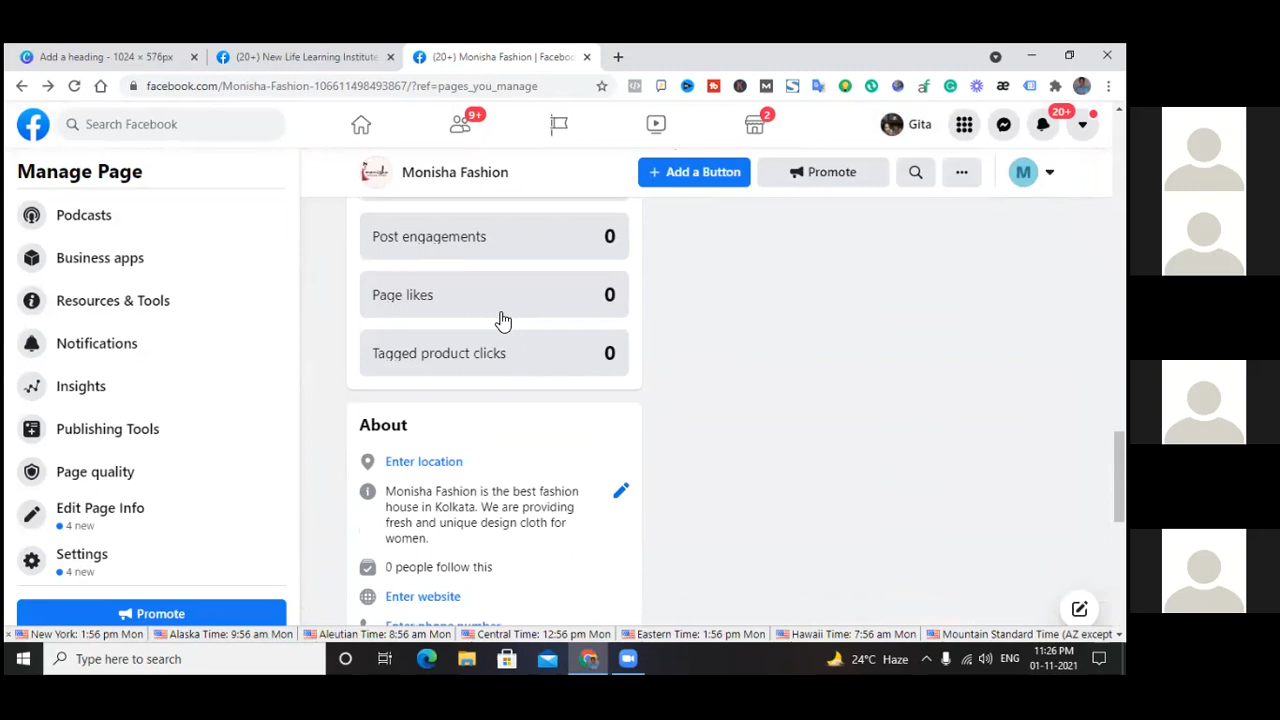 Add a heading - 1024 × 576px
(20+) New Life Learning Institute
(20+) Monisha Fashion | Faceboo
facebook.com/Monisha-Fashion-106611498493867/?ref=pages_you_manage
Search Facebook
9+
2
Gita
20+
Manage Page
Podcasts
Business apps
Resources & Tools
Notifications
Insights
Publishing Tools
Page quality
Edit Page Info
4 new
Settings
4 new
Promote
monisha
Monisha Fashion
+ Add a Button
Promote
M
Post engagements 0
Page likes 0
Tagged product clicks 0
About
Enter location
Monisha Fashion is the best fashion
house in Kolkata. We are providing
fresh and unique design cloth for
women.
0 people follow this
Enter website
Enter phone number
New York: 1:56 pm Mon
Alaska Time: 9:56 am Mon
Aleutian Time: 8:56 am Mon
Central Time: 12:56 pm Mon
Eastern Time: 1:56 pm Mon
Hawaii Time: 7:56 am Mon
Mountain Standard Time (AZ except
Type here to search
24°C Haze
ENG
11:26 PM
01-11-2021